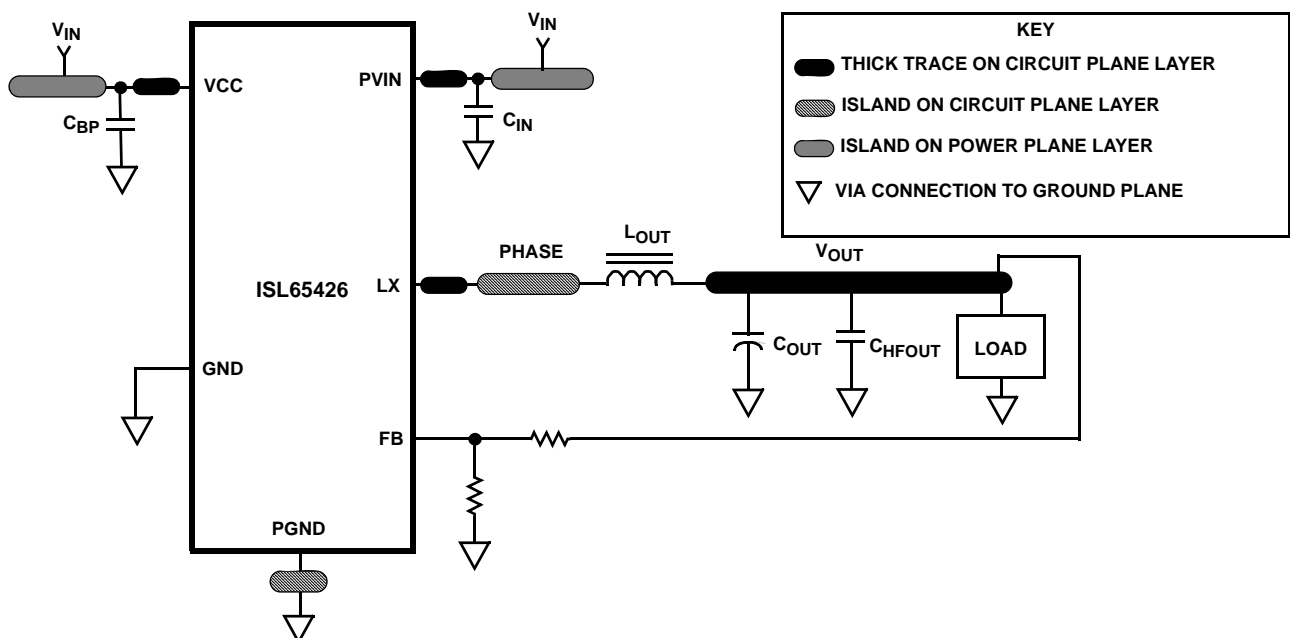 VIN
VIN
KEY
THICK TRACE ON CIRCUIT PLANE LAYER
ISLAND ON CIRCUIT PLANE LAYER
ISLAND ON POWER PLANE LAYER
VIA CONNECTION TO GROUND PLANE
VCC
PVIN
CBP
CIN
ISL65426
LX
PHASE
LOUT
VOUT
COUT
CHFOUT
LOAD
GND
FB
PGND